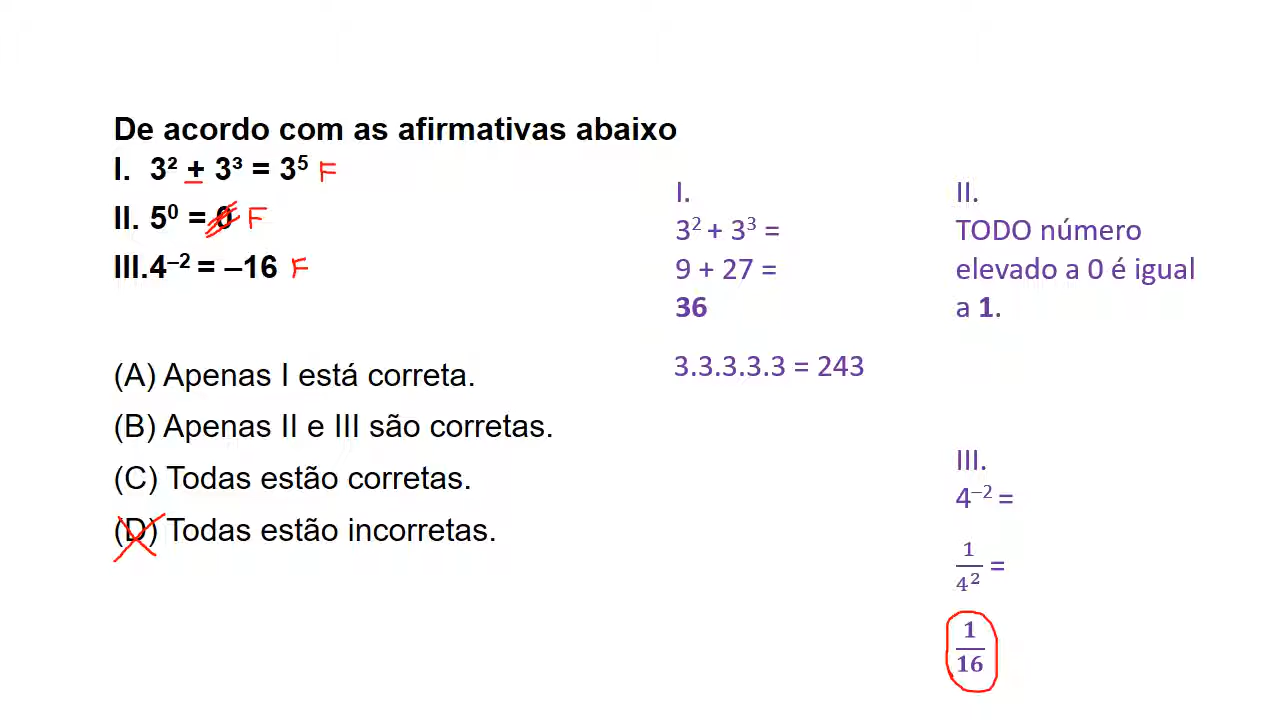 De acordo com as afirmativas abaixo
I. 3² + 3³ = 3⁵ F
II. 5⁰ = 0 F
III.4⁻² = –16 F
(A) Apenas I está correta.
(B) Apenas II e III são corretas.
(C) Todas estão corretas.
(D) Todas estão incorretas.
I.
3² + 3³ =
9 + 27 =
36
3.3.3.3.3 = 243
II.
TODO número
elevado a 0 é igual
a 1.
III.
4⁻² =
1/4² =
1/16